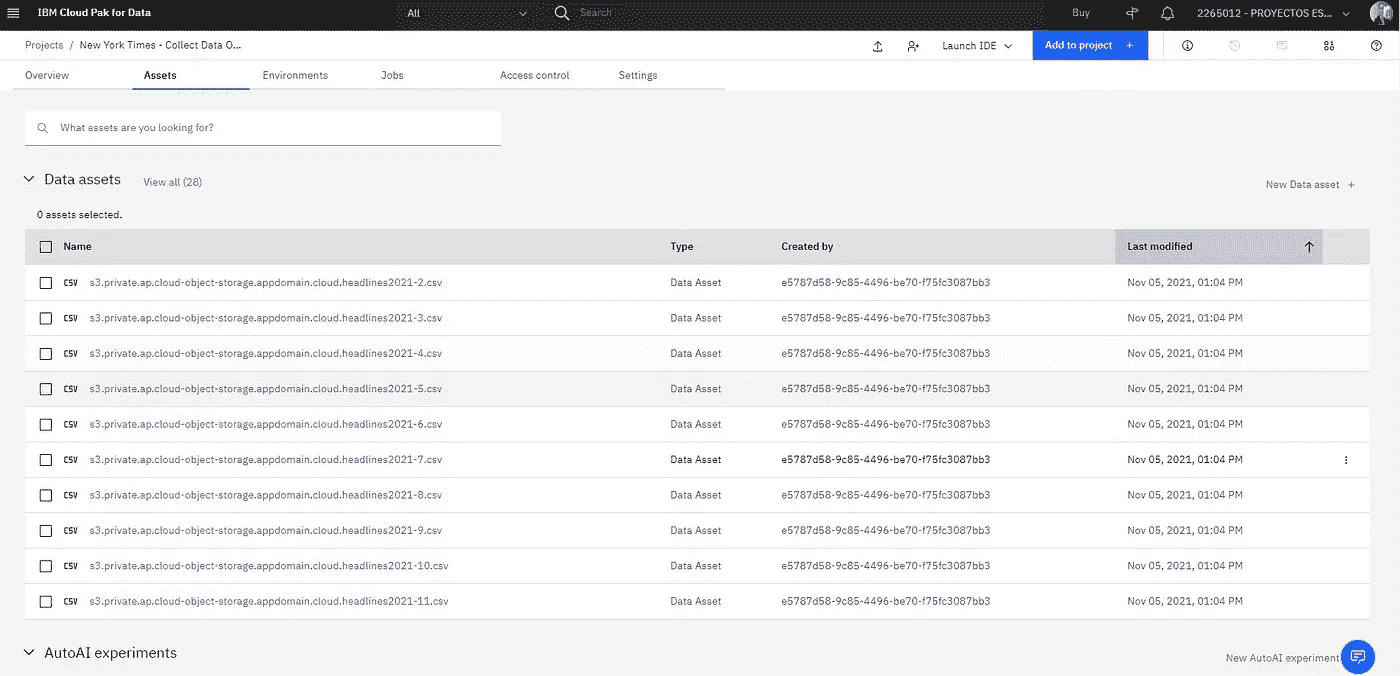 IBM Cloud Pak for Data All Search Buy 2265012 - PROYECTOS ES...
Projects / New York Times - Collect Data O... Launch IDE Add to project +
Overview Assets Environments Jobs Access control Settings
What assets are you looking for?
Data assets View all (28) New Data asset +
0 assets selected.
Name Type Created by Last modified
CSV s3.private.ap.cloud-object-storage.appdomain.cloud.headlines2021-2.csv Data Asset e5787d58-9c85-4496-be70-f75fc3087bb3 Nov 05, 2021, 01:04 PM
CSV s3.private.ap.cloud-object-storage.appdomain.cloud.headlines2021-3.csv Data Asset e5787d58-9c85-4496-be70-f75fc3087bb3 Nov 05, 2021, 01:04 PM
CSV s3.private.ap.cloud-object-storage.appdomain.cloud.headlines2021-4.csv Data Asset e5787d58-9c85-4496-be70-f75fc3087bb3 Nov 05, 2021, 01:04 PM
CSV s3.private.ap.cloud-object-storage.appdomain.cloud.headlines2021-5.csv Data Asset e5787d58-9c85-4496-be70-f75fc3087bb3 Nov 05, 2021, 01:04 PM
CSV s3.private.ap.cloud-object-storage.appdomain.cloud.headlines2021-6.csv Data Asset e5787d58-9c85-4496-be70-f75fc3087bb3 Nov 05, 2021, 01:04 PM
CSV s3.private.ap.cloud-object-storage.appdomain.cloud.headlines2021-7.csv Data Asset e5787d58-9c85-4496-be70-f75fc3087bb3 Nov 05, 2021, 01:04 PM
CSV s3.private.ap.cloud-object-storage.appdomain.cloud.headlines2021-8.csv Data Asset e5787d58-9c85-4496-be70-f75fc3087bb3 Nov 05, 2021, 01:04 PM
CSV s3.private.ap.cloud-object-storage.appdomain.cloud.headlines2021-9.csv Data Asset e5787d58-9c85-4496-be70-f75fc3087bb3 Nov 05, 2021, 01:04 PM
CSV s3.private.ap.cloud-object-storage.appdomain.cloud.headlines2021-10.csv Data Asset e5787d58-9c85-4496-be70-f75fc3087bb3 Nov 05, 2021, 01:04 PM
CSV s3.private.ap.cloud-object-storage.appdomain.cloud.headlines2021-11.csv Data Asset e5787d58-9c85-4496-be70-f75fc3087bb3 Nov 05, 2021, 01:04 PM
AutoAI experiments New AutoAI experiment